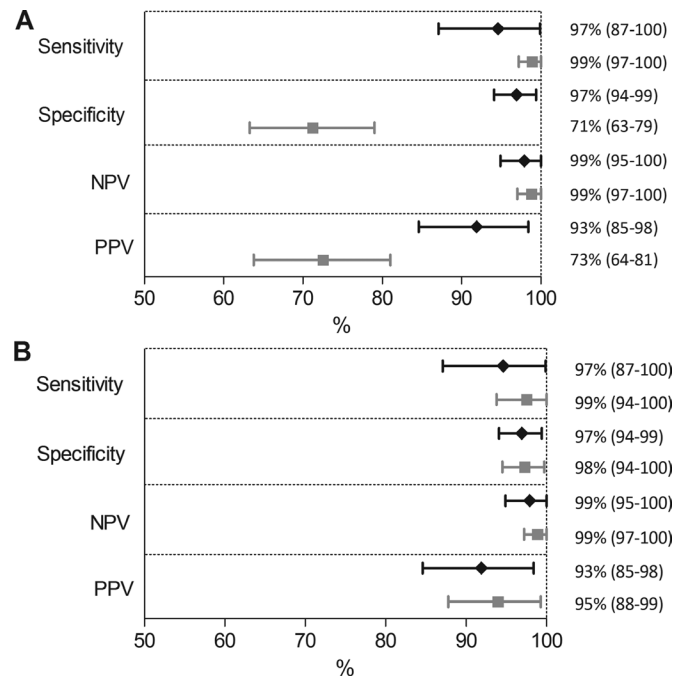 A
Sensitivity
97% (87-100)
99% (97-100)
Specificity
97% (94-99)
71% (63-79)
NPV
99% (95-100)
99% (97-100)
PPV
93% (85-98)
73% (64-81)
50 60 70 80 90 100
%
B
Sensitivity
97% (87-100)
99% (94-100)
Specificity
97% (94-99)
98% (94-100)
NPV
99% (95-100)
99% (97-100)
PPV
93% (85-98)
95% (88-99)
50 60 70 80 90 100
%